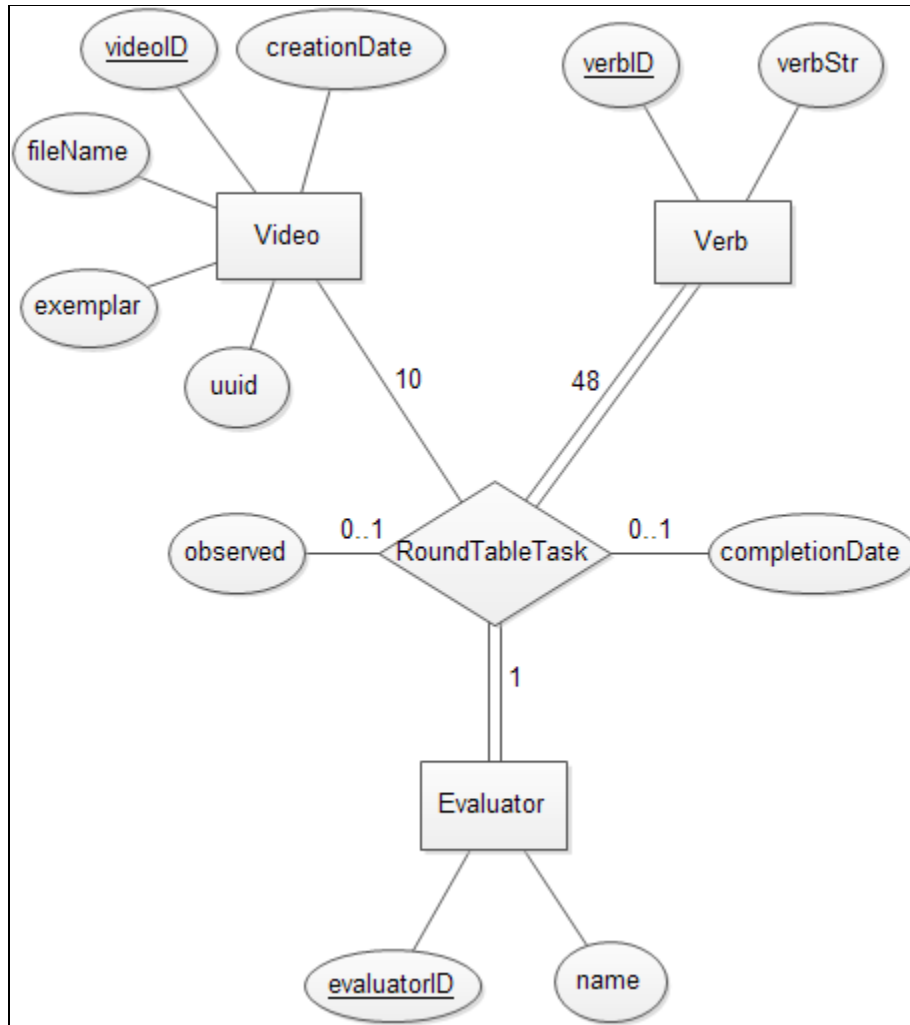 videoID
creationDate
verbID
verbStr
fileName
Video
Verb
exemplar
uuid
10
48
observed
0..1
RoundTableTask
0..1
completionDate
1
Evaluator
evaluatorID
name